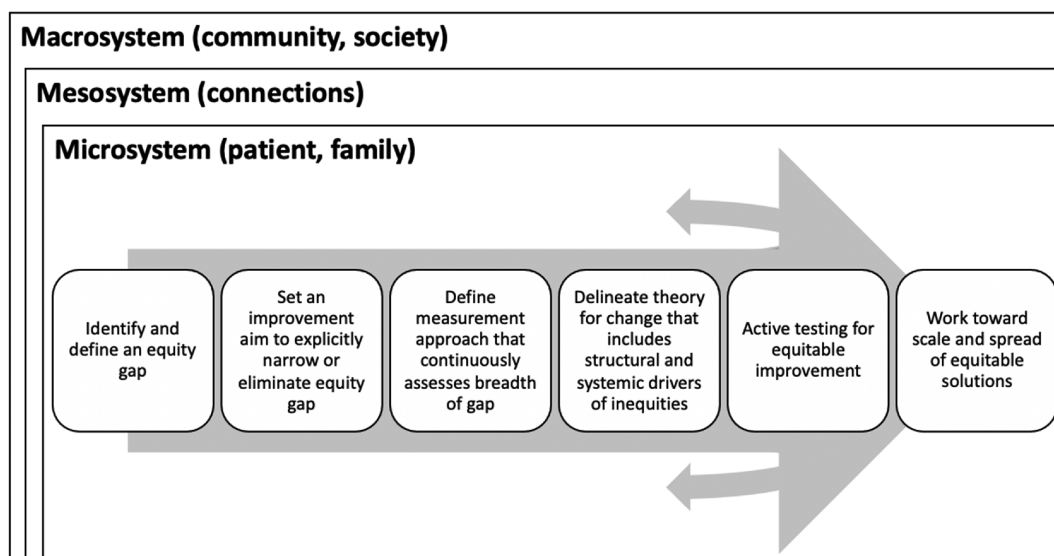 Macrosystem (community, society)
Mesosystem (connections)
Microsystem (patient, family)
Identify and
define an equity
gap
Set an
improvement
aim to explicitly
narrow or
eliminate equity
gap
Define
measurement
approach that
continuously
assesses breadth
of gap
Delineate theory
for change that
includes
structural and
systemic drivers
of inequities
Active testing for
equitable
improvement
Work toward
scale and spread
of equitable
solutions